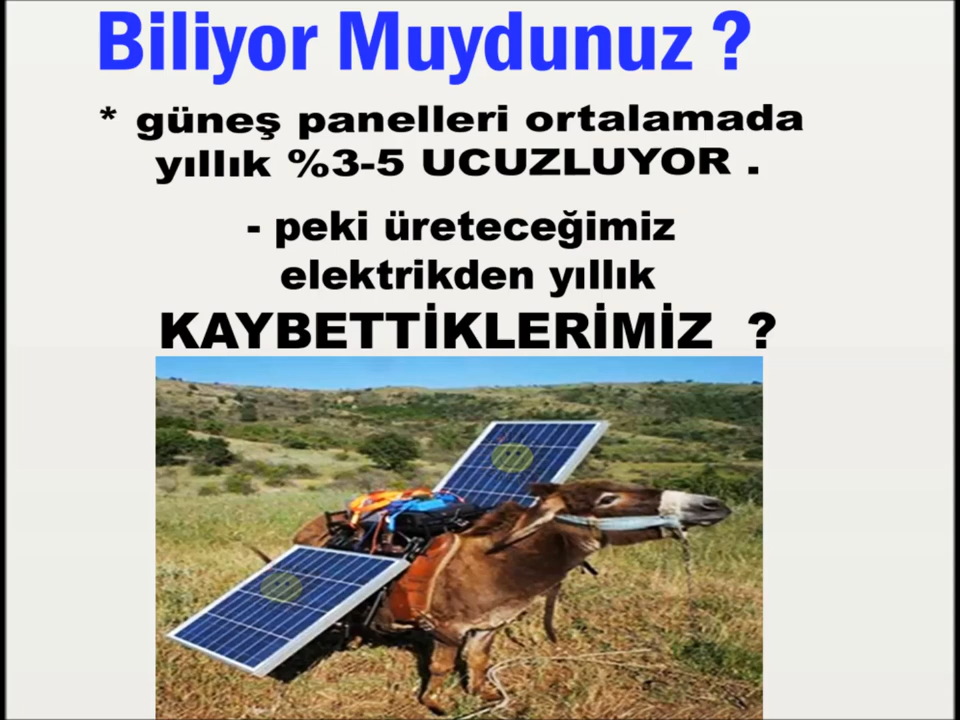 Biliyor Muydunuz ?
* güneş panelleri ortalamada
yıllık %3-5 UCUZLUYOR .
- peki üreteceğimiz
elektrikden yıllık
KAYBETTİKLERİMİZ ?